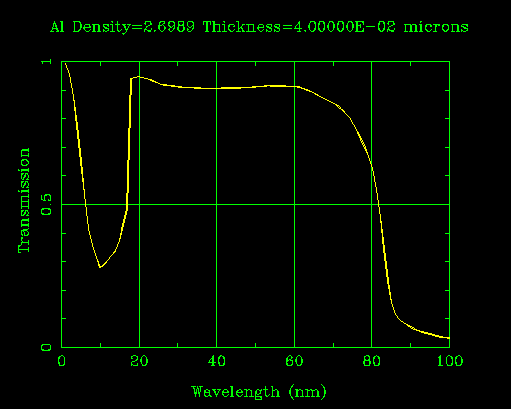 Al Density=2.6989 Thickness=4.00000E-02 microns
1
0.5
0
Transmission
0 20 40 60 80 100
Wavelength (nm)